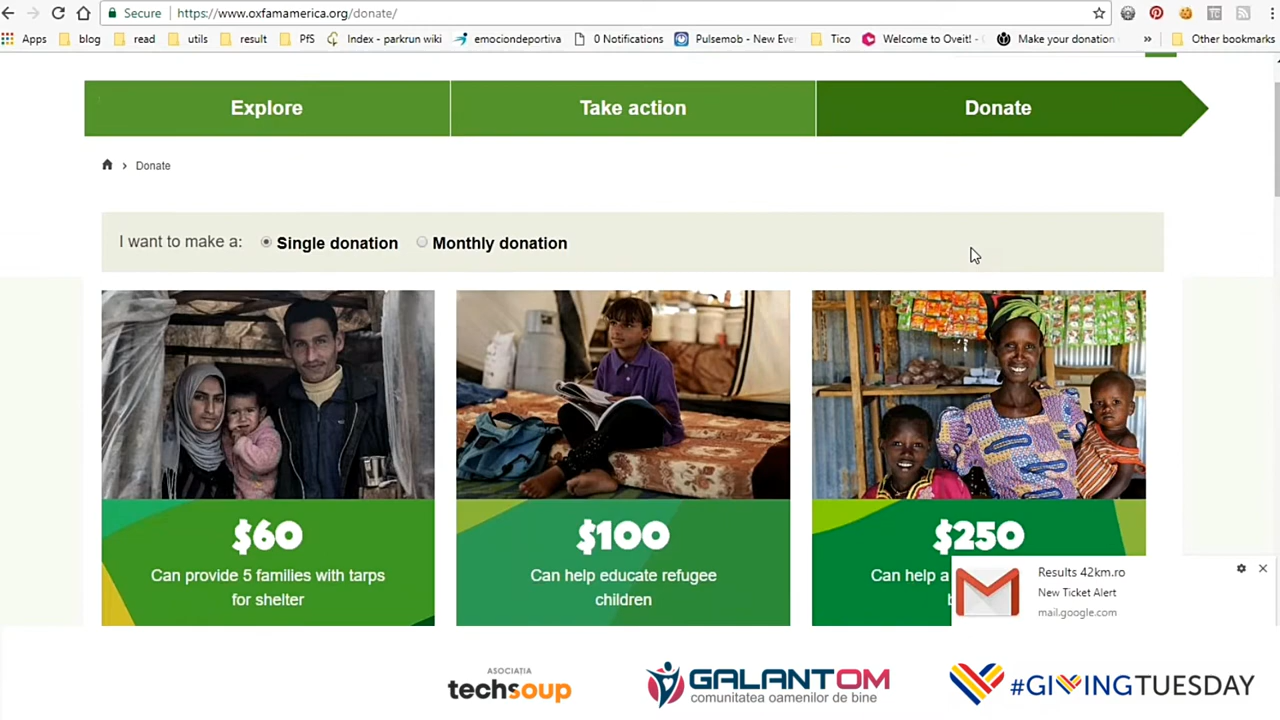 Secure https://www.oxfamamerica.org/donate/
Apps blog read utils result PfS Index - parkrun wiki emociondeportiva 0 Notifications Pulsemob - New Eve Tico Welcome to Oveit! - Make your donation » Other bookmarks
Explore Take action Donate
> Donate
I want to make a: Single donation Monthly donation
$60 $100 $250
Can provide 5 families with tarps
for shelter
Can help educate refugee
children
Can help a
Results 42km.ro
New Ticket Alert
mail.google.com
ASOCIAȚIA
techsoup
GALANTOM
comunitatea oamenilor de bine
#GIVINGTUESDAY